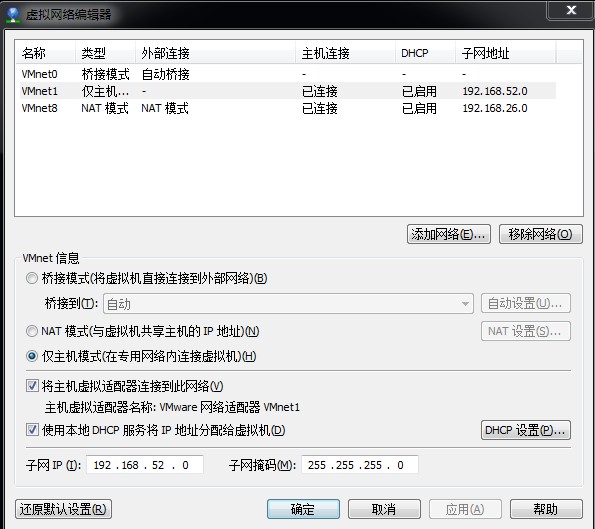 虚拟网络编辑器
名称 类型 外部连接 主机连接 DHCP 子网地址
VMnet0 桥接模式 自动桥接 - - -
VMnet1 仅主机... - 已连接 已启用 192.168.52.0
VMnet8 NAT 模式 NAT 模式 已连接 已启用 192.168.26.0
添加网络(E)... 移除网络(O)
VMnet 信息
桥接模式(将虚拟机直接连接到外部网络)(B)
桥接到(T): 自动 自动设置(U)...
NAT 模式(与虚拟机共享主机的 IP 地址)(N) NAT 设置(S)...
仅主机模式(在专用网络内连接虚拟机)(H)
将主机虚拟适配器连接到此网络(V)
主机虚拟适配器名称: VMware 网络适配器 VMnet1
使用本地 DHCP 服务将 IP 地址分配给虚拟机(D) DHCP 设置(P)...
子网 IP (I): 192 .168 . 52 . 0 子网掩码(M): 255 .255 .255 . 0
还原默认设置(R) 确定 取消 应用(A) 帮助